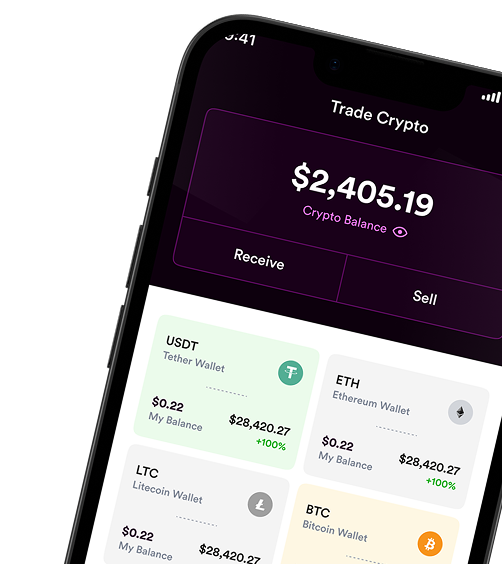 9:41
Trade Crypto
$2,405.19
Crypto Balance
Receive
Sell
USDT
Tether Wallet
$0.22
My Balance
$28,420.27
+100%
ETH
Ethereum Wallet
$0.22
My Balance
$28,420.27
+100%
LTC
Litecoin Wallet
$0.22
My Balance
$28,420.27
BTC
Bitcoin Wallet